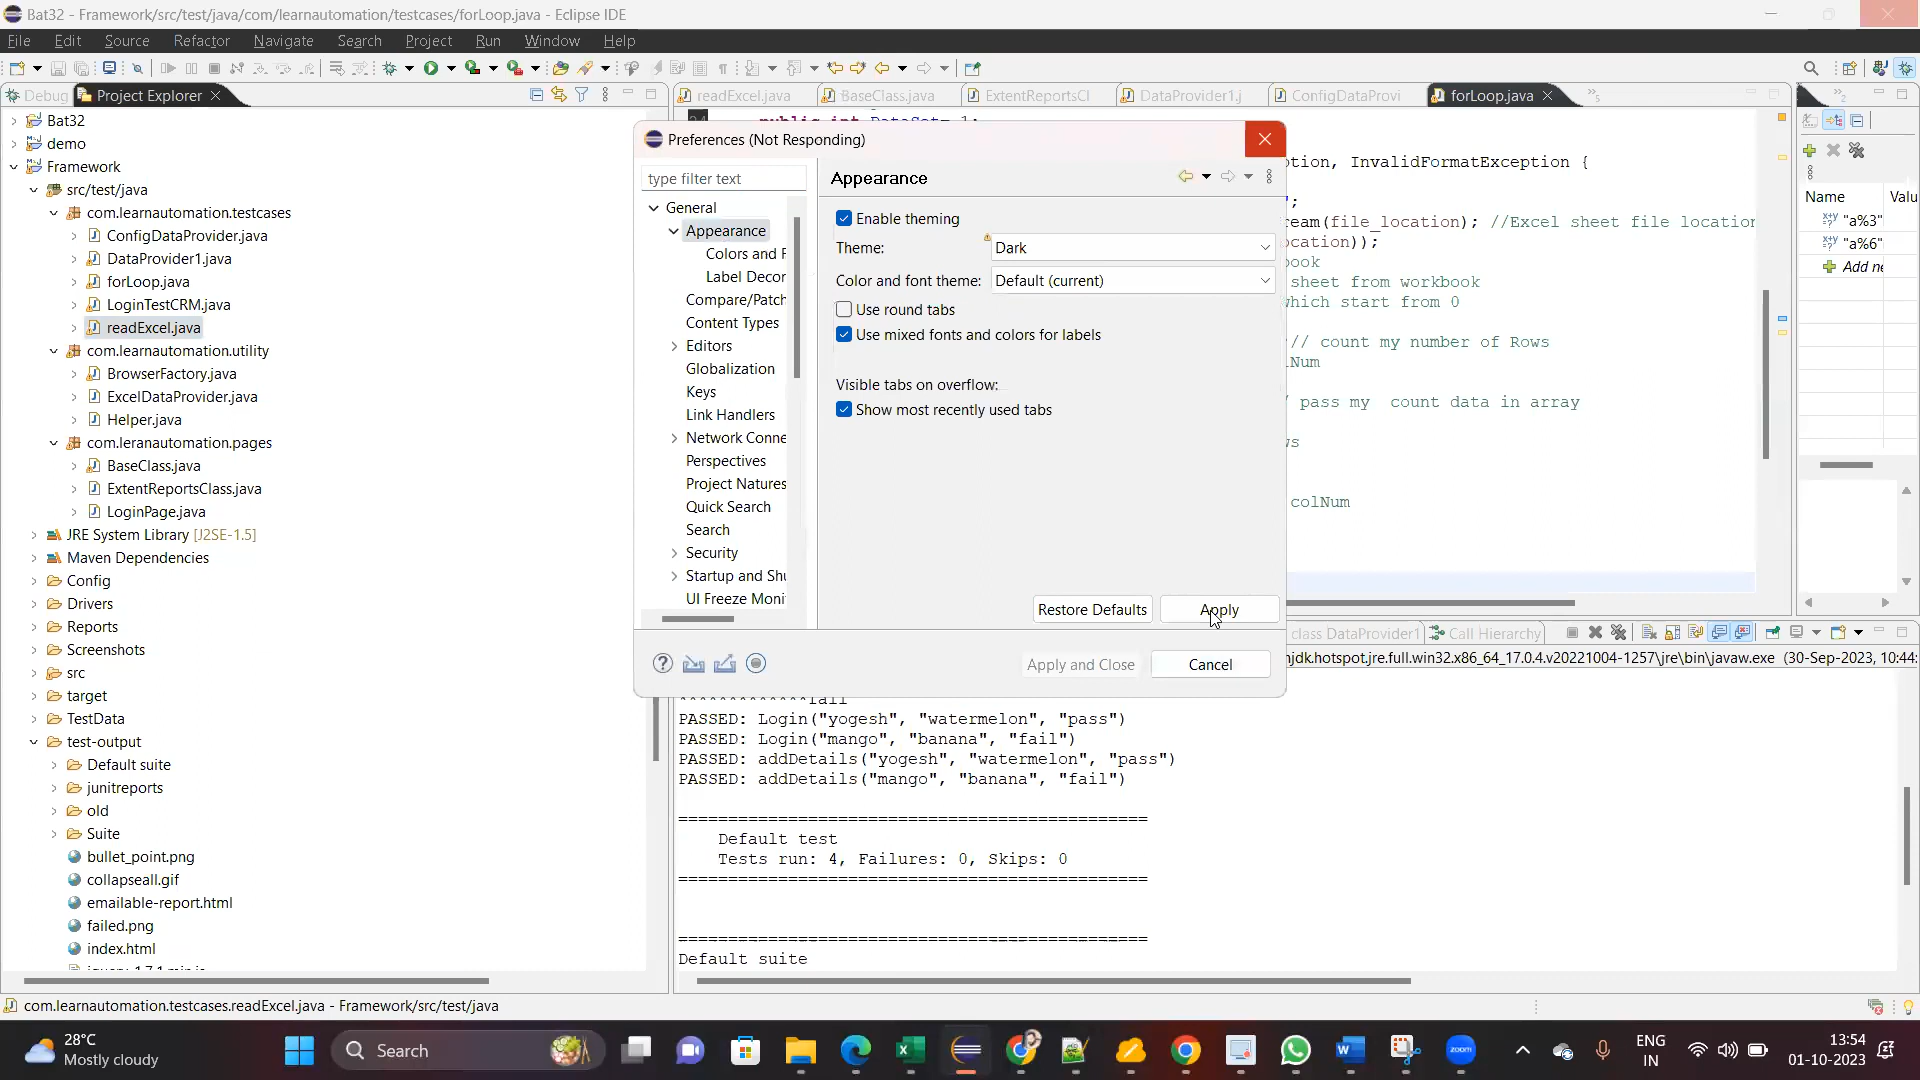 Bat32 - Framework/src/test/java/com/learnautomation/testcases/forLoop.java - Eclipse IDE
File Edit Source Refactor Navigate Search Project Run Window Help
Debug Project Explorer
readExcel.java BaseClass.java ExtentReportsCl DataProvider1.j ConfigDataProvi forLoop.java 5 2
Bat32
demo
Framework
src/test/java
com.learnautomation.testcases
ConfigDataProvider.java
DataProvider1.java
forLoop.java
LoginTestCRM.java
readExcel.java
com.learnautomation.utility
BrowserFactory.java
ExcelDataProvider.java
Helper.java
com.leranautomation.pages
BaseClass.java
ExtentReportsClass.java
LoginPage.java
JRE System Library [J2SE-1.5]
Maven Dependencies
Config
Drivers
Reports
Screenshots
src
target
TestData
test-output
Default suite
junitreports
old
Suite
bullet_point.png
collapseall.gif
emailable-report.html
failed.png
index.html
Preferences (Not Responding)
type filter text
General
Appearance
Colors and F
Label Decor
Compare/Patch
Content Types
Editors
Globalization
Keys
Link Handlers
Network Conne
Perspectives
Project Natures
Quick Search
Search
Security
Startup and Shu
UI Freeze Moni
Appearance
Enable theming
Theme: Dark
Color and font theme: Default (current)
Use round tabs
Use mixed fonts and colors for labels
Visible tabs on overflow:
Show most recently used tabs
Restore Defaults Apply
Apply and Close Cancel
ption, InvalidFormatException {
";
ream(file_location); //Excel sheet file location
ocation));
book
sheet from workbook
which start from 0
// count my number of Rows
lNum
/ pass my count data in array
ws
colNum
Name Valu
"a%3"
"a%6"
Add ne
class DataProvider1 Call Hierarchy
njdk.hotspot.jre.full.win32.x86_64_17.0.4.v20221004-1257\jre\bin\javaw.exe (30-Sep-2023, 10:44:
PASSED: Login("yogesh", "watermelon", "pass")
PASSED: Login("mango", "banana", "fail")
PASSED: addDetails("yogesh", "watermelon", "pass")
PASSED: addDetails("mango", "banana", "fail")
===============================================
Default test
Tests run: 4, Failures: 0, Skips: 0
===============================================
===============================================
Default suite
com.learnautomation.testcases.readExcel.java - Framework/src/test/java
28°C
Mostly cloudy
Search
zoom
ENG
IN
13:54
01-10-2023